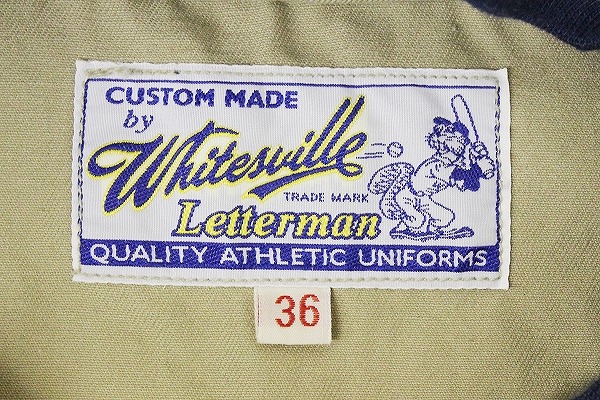 CUSTOM MADE
by
Whitesville
TRADE MARK
Letterman
QUALITY ATHLETIC UNIFORMS
36